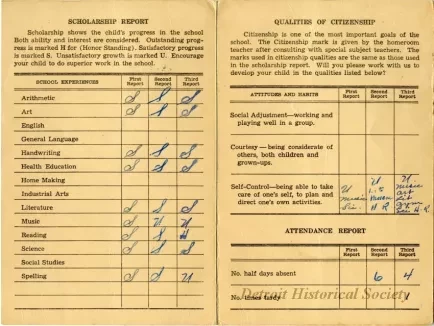 SCHOLARSHIP REPORT
Scholarship shows the child's progress in the school
Both ability and interest are considered. Outstanding prog-
ress is marked H for (Honor Standing). Satisfactory progress
is marked S. Unsatisfactory growth is marked U. Encourage
your child to do superior work in the school.
SCHOOL EXPERIENCES First Report Second Report Third Report
Arithmetic S S S
Art S S S
English
General Language
Handwriting S S S
Health Education S S S
Home Making
Industrial Arts
Literature S S S
Music S U U
Reading S S H
Science S S S
Social Studies
Spelling S S U
QUALITIES OF CITIZENSHIP
Citizenship is one of the most important goals of the
school. The Citizenship mark is given by the homeroom
teacher after consulting with special subject teachers. The
marks used in citizenship qualities are the same as those used
in the scholarship report. Will you please work with us to
develop your child in the qualities listed below?
ATTITUDES AND HABITS First Report Second Report Third Report
Social Adjustment—working and
playing well in a group.
Courtesy—being considerate of
others, both children and
grown-ups.
Self-Control—being able to take
care of one's self, to plan and
direct one's own activities.
U U U
music music music
art
lit
H R
H.R.
ATTENDANCE REPORT
First Report Second Report Third Report
No. half days absent 6 4
No. times tardy 1
Detroit Historical Society